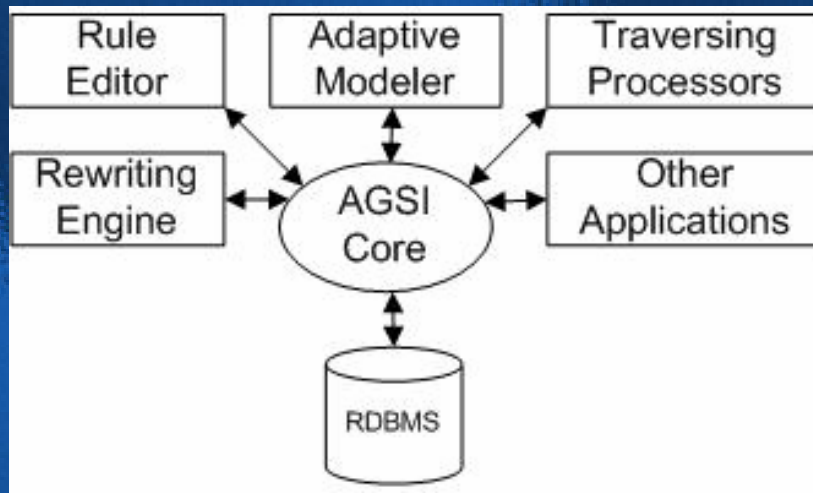 Rule
Editor
Adaptive
Modeler
Traversing
Processors
Rewriting
Engine
AGSI
Core
Other
Applications
RDBMS